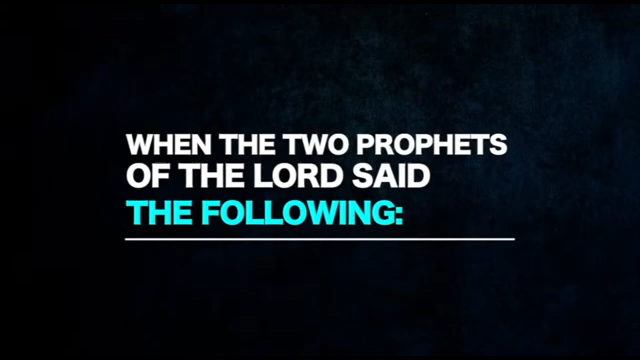 WHEN THE TWO PROPHETS
OF THE LORD SAID
THE FOLLOWING: